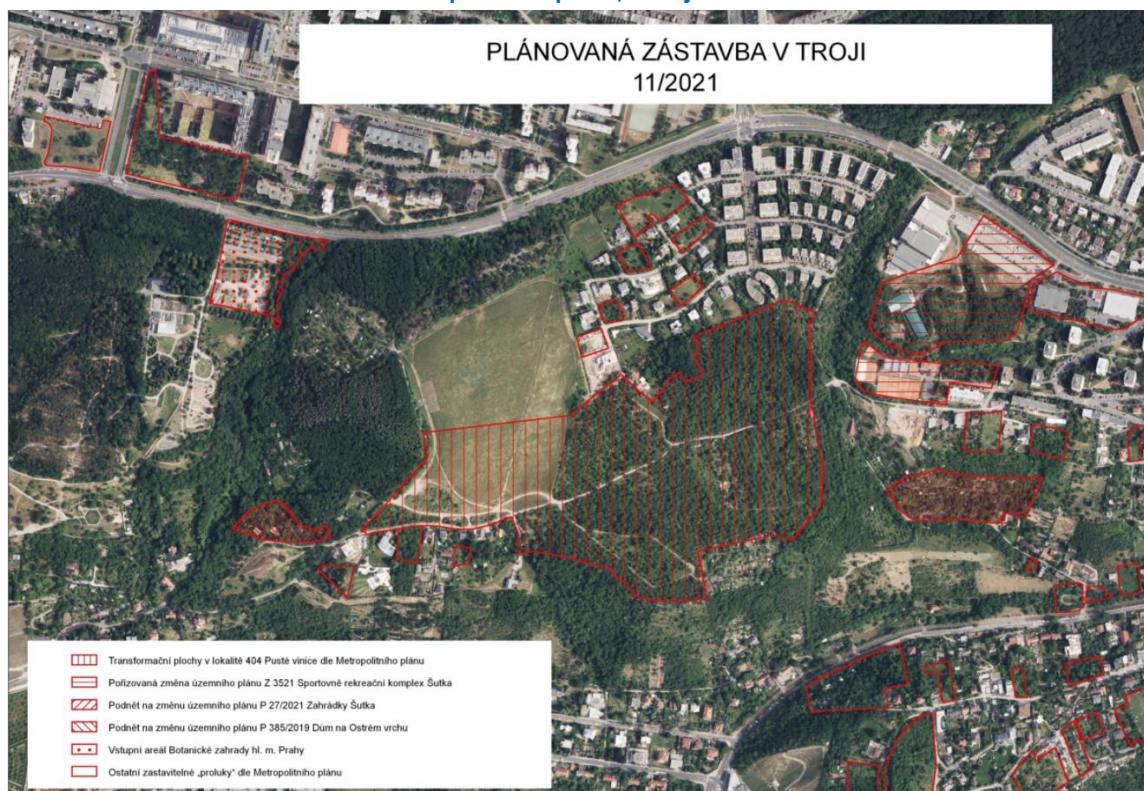 PLÁNOVANÁ ZÁSTAVBA V TROJI
11/2021
Transformační plochy v lokalitě 404 Pusté vinice dle Metropolitního plánu
Pořizovaná změna územního plánu Z 3521 Sportovně rekreační komplex Šutka
Podnět na změnu územního plánu P 27/2021 Zahrádky Šutka
Podnět na změnu územního plánu P 385/2019 Dům na Ostrém vrchu
Vstupní areál Botanické zahrady hl. m. Prahy
Ostatní zastavitelné „proluky" dle Metropolitního plánu